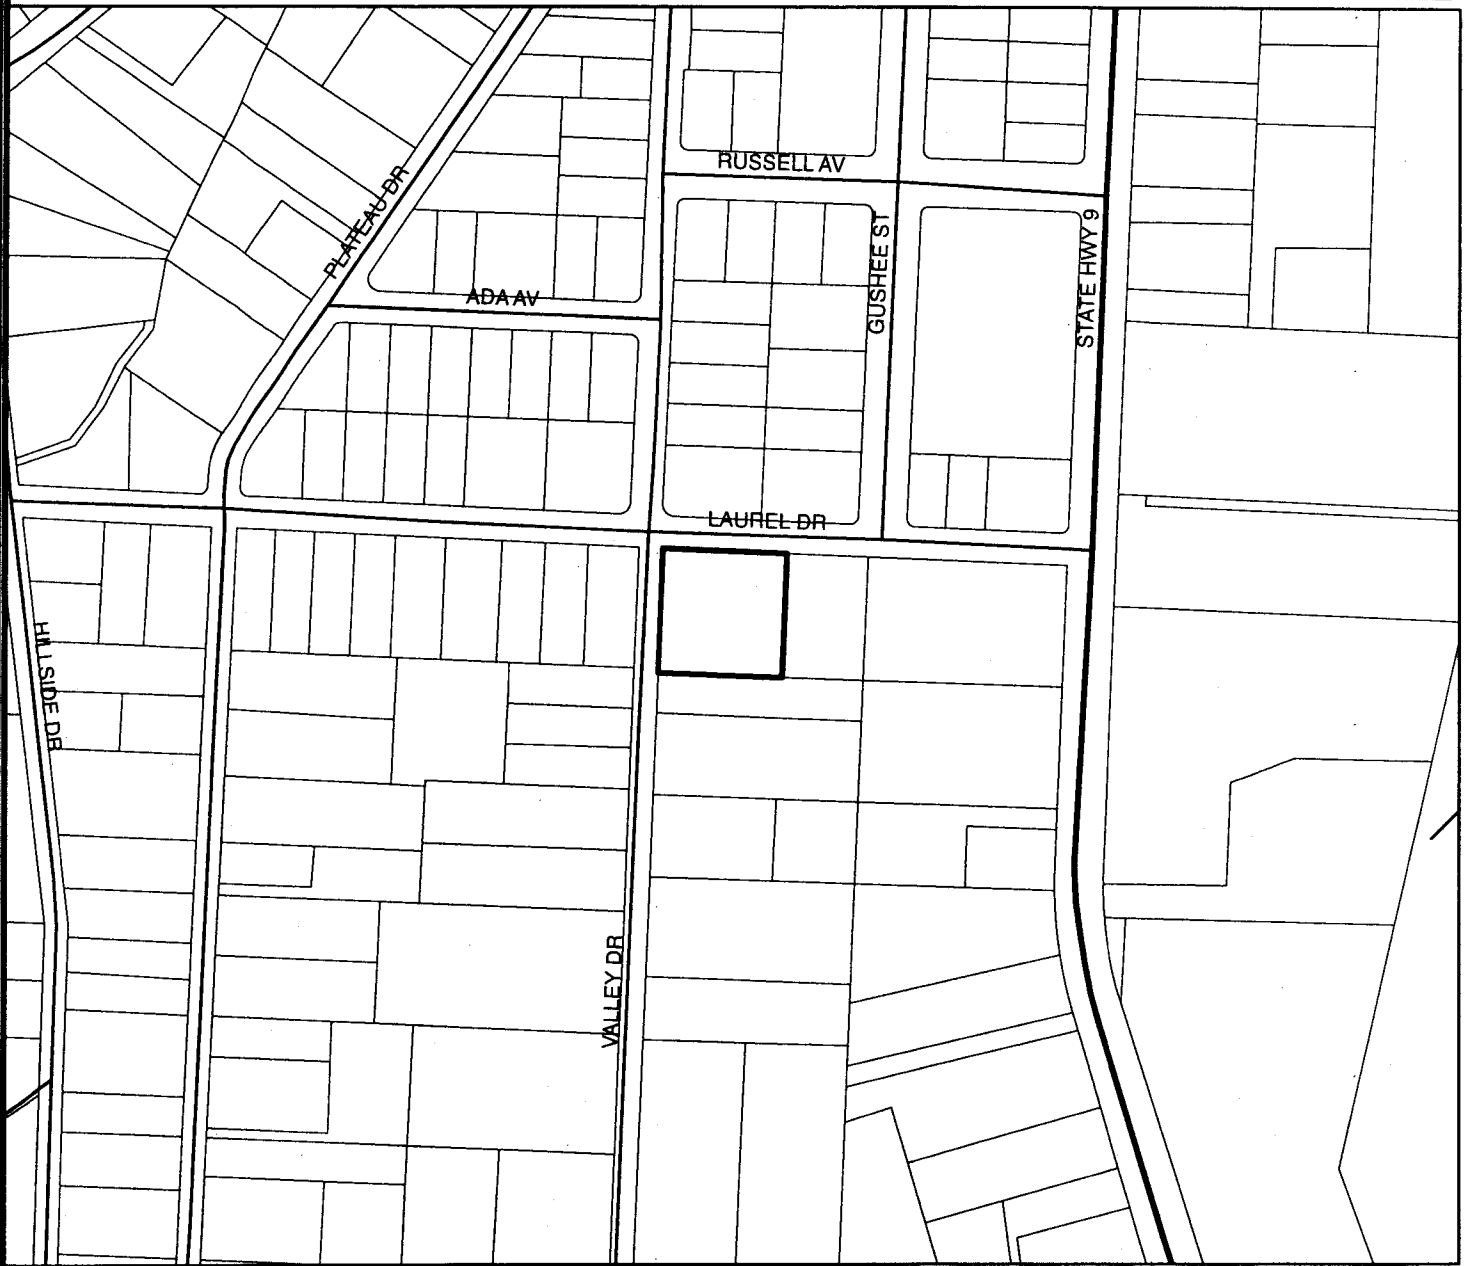 RUSSELL AV
PLATEAU DR
GUSHEE ST
STATE HWY 9
ADA AV
LAUREL DR
HILLSIDE DR
VALLEY DR